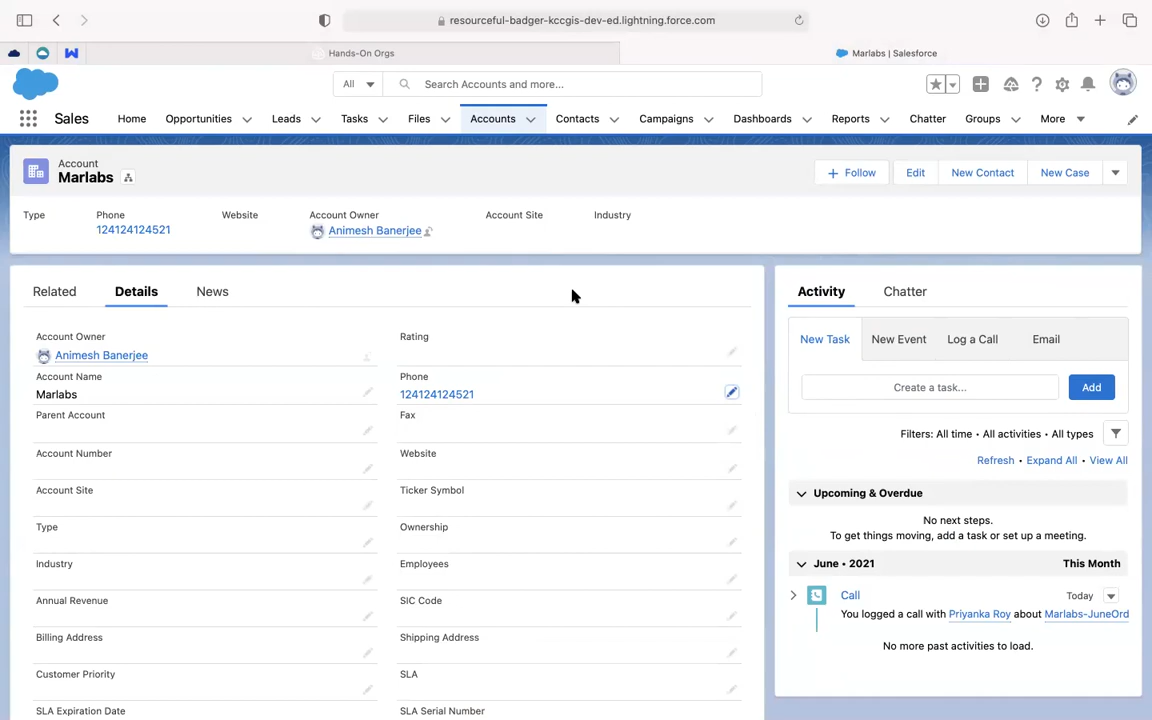 resourceful-badger-kccgis-dev-ed.lightning.force.com
Hands-On Orgs
Marlabs | Salesforce
All
Search Accounts and more...
Sales
Home
Opportunities
Leads
Tasks
Files
Accounts
Contacts
Campaigns
Dashboards
Reports
Chatter
Groups
More
Account
Marlabs
Follow
Edit
New Contact
New Case
Type
Phone
Website
Account Owner
Account Site
Industry
124124124521
Animesh Banerjee
Related
Details
News
Account Owner
Animesh Banerjee
Rating
Account Name
Marlabs
Phone
124124124521
Parent Account
Fax
Account Number
Website
Account Site
Ticker Symbol
Type
Ownership
Industry
Employees
Annual Revenue
SIC Code
Billing Address
Shipping Address
Customer Priority
SLA
SLA Expiration Date
SLA Serial Number
Activity
Chatter
New Task
New Event
Log a Call
Email
Create a task...
Add
Filters: All time • All activities • All types
Refresh • Expand All • View All
Upcoming & Overdue
No next steps.
To get things moving, add a task or set up a meeting.
June • 2021
This Month
Call
Today
You logged a call with Priyanka Roy about Marlabs-JuneOrd
No more past activities to load.